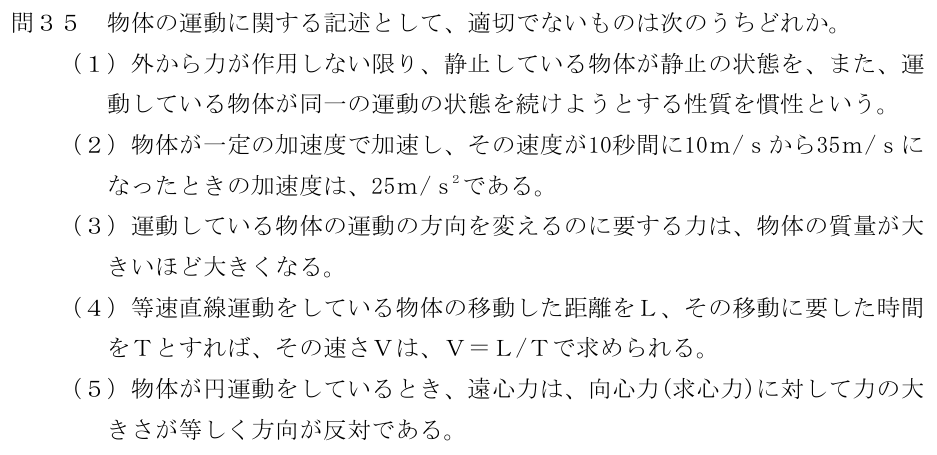 問３５　物体の運動に関する記述として、適切でないものは次のうちどれか。
（１）外から力が作用しない限り、静止している物体が静止の状態を、また、運
動している物体が同一の運動の状態を続けようとする性質を慣性という。
（２）物体が一定の加速度で加速し、その速度が10秒間に10ｍ/ｓから35ｍ/ｓに
なったときの加速度は、25ｍ/ｓ²である。
（３）運動している物体の運動の方向を変えるのに要する力は、物体の質量が大
きいほど大きくなる。
（４）等速直線運動をしている物体の移動した距離をＬ、その移動に要した時間
をＴとすれば、その速さＶは、Ｖ＝Ｌ/Ｔで求められる。
（５）物体が円運動をしているとき、遠心力は、向心力(求心力)に対して力の大
きさが等しく方向が反対である。